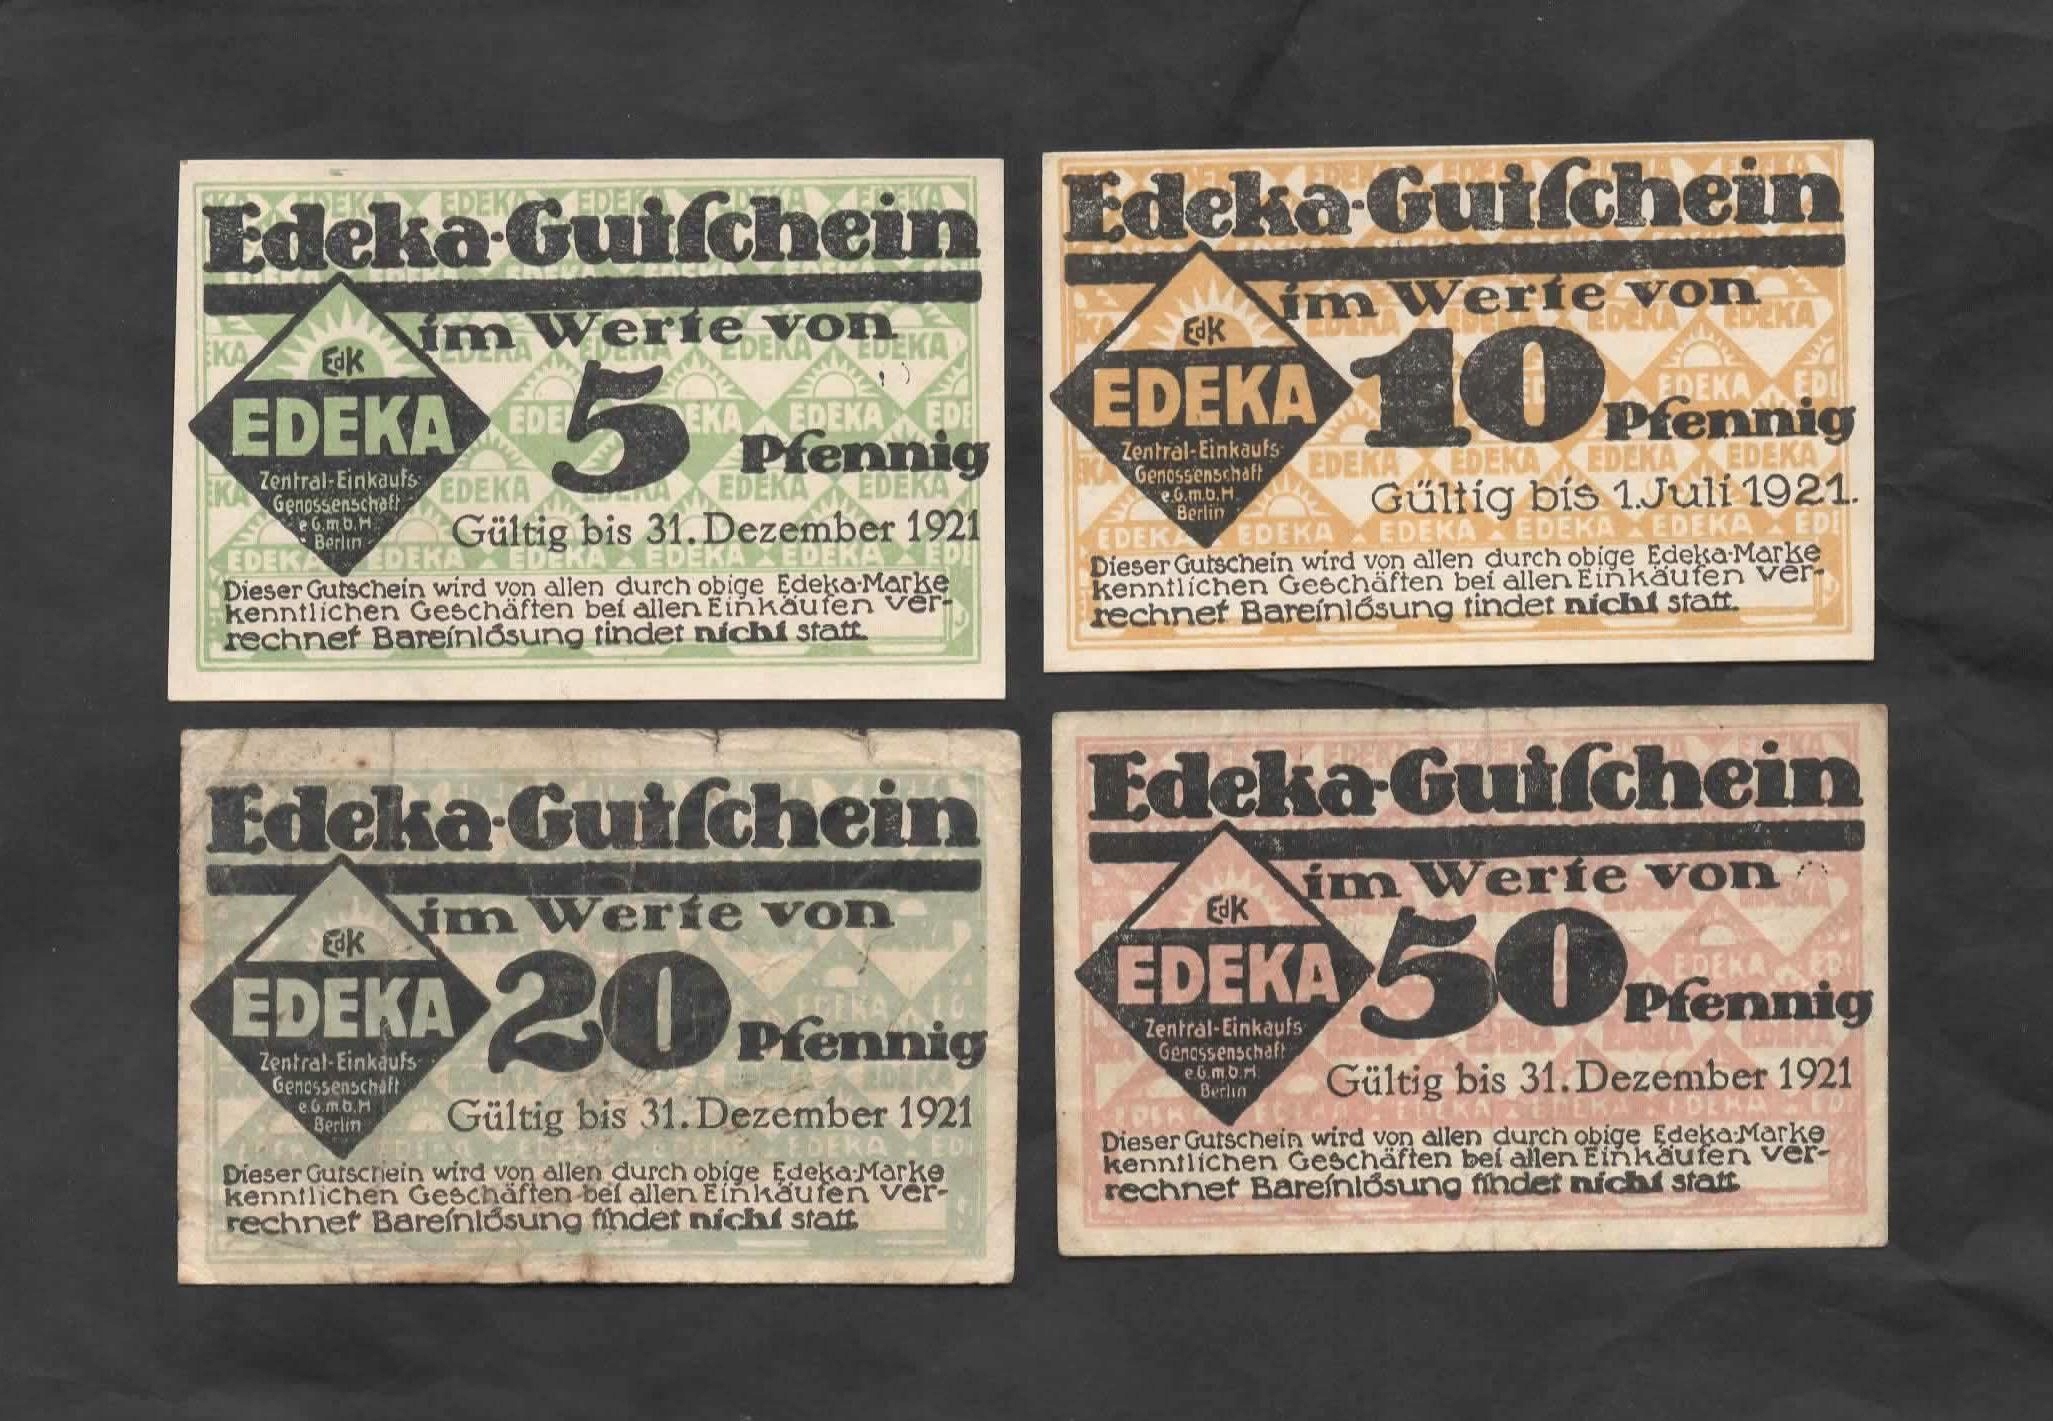 Edeka-Gutschein
im Werte von
EdK
EDEKA
5 Pfennig
Zentral-Einkaufs-
Genossenschaft
e.G.m.b.H.
Berlin
Gültig bis 31. Dezember 1921
Dieser Gutschein wird von allen durch obige Edeka-Marke
kenntlichen Geschäften bei allen Einkäufen ver-
rechnet Bareinlösung findet nicht statt.
Edeka-Gutschein
im Werte von
EdK
EDEKA
10 Pfennig
Zentral-Einkaufs-
Genossenschaft
e.G.m.b.H.
Berlin
Gültig bis 1. Juli 1921.
Dieser Gutschein wird von allen durch obige Edeka-Marke
kenntlichen Geschäften bei allen Einkäufen ver-
rechnet Bareinlösung findet nicht statt.
Edeka-Gutschein
im Werte von
EdK
EDEKA
20 Pfennig
Zentral-Einkaufs-
Genossenschaft
e.G.m.b.H.
Berlin
Gültig bis 31. Dezember 1921
Dieser Gutschein wird von allen durch obige Edeka-Marke
kenntlichen Geschäften bei allen Einkäufen ver-
rechnet Bareinlösung findet nicht statt.
Edeka-Gutschein
im Werte von
EdK
EDEKA
50 Pfennig
Zentral-Einkaufs-
Genossenschaft
e.G.m.b.H.
Berlin
Gültig bis 31. Dezember 1921
Dieser Gutschein wird von allen durch obige Edeka-Marke
kenntlichen Geschäften bei allen Einkäufen ver-
rechnet Bareinlösung findet nicht statt.